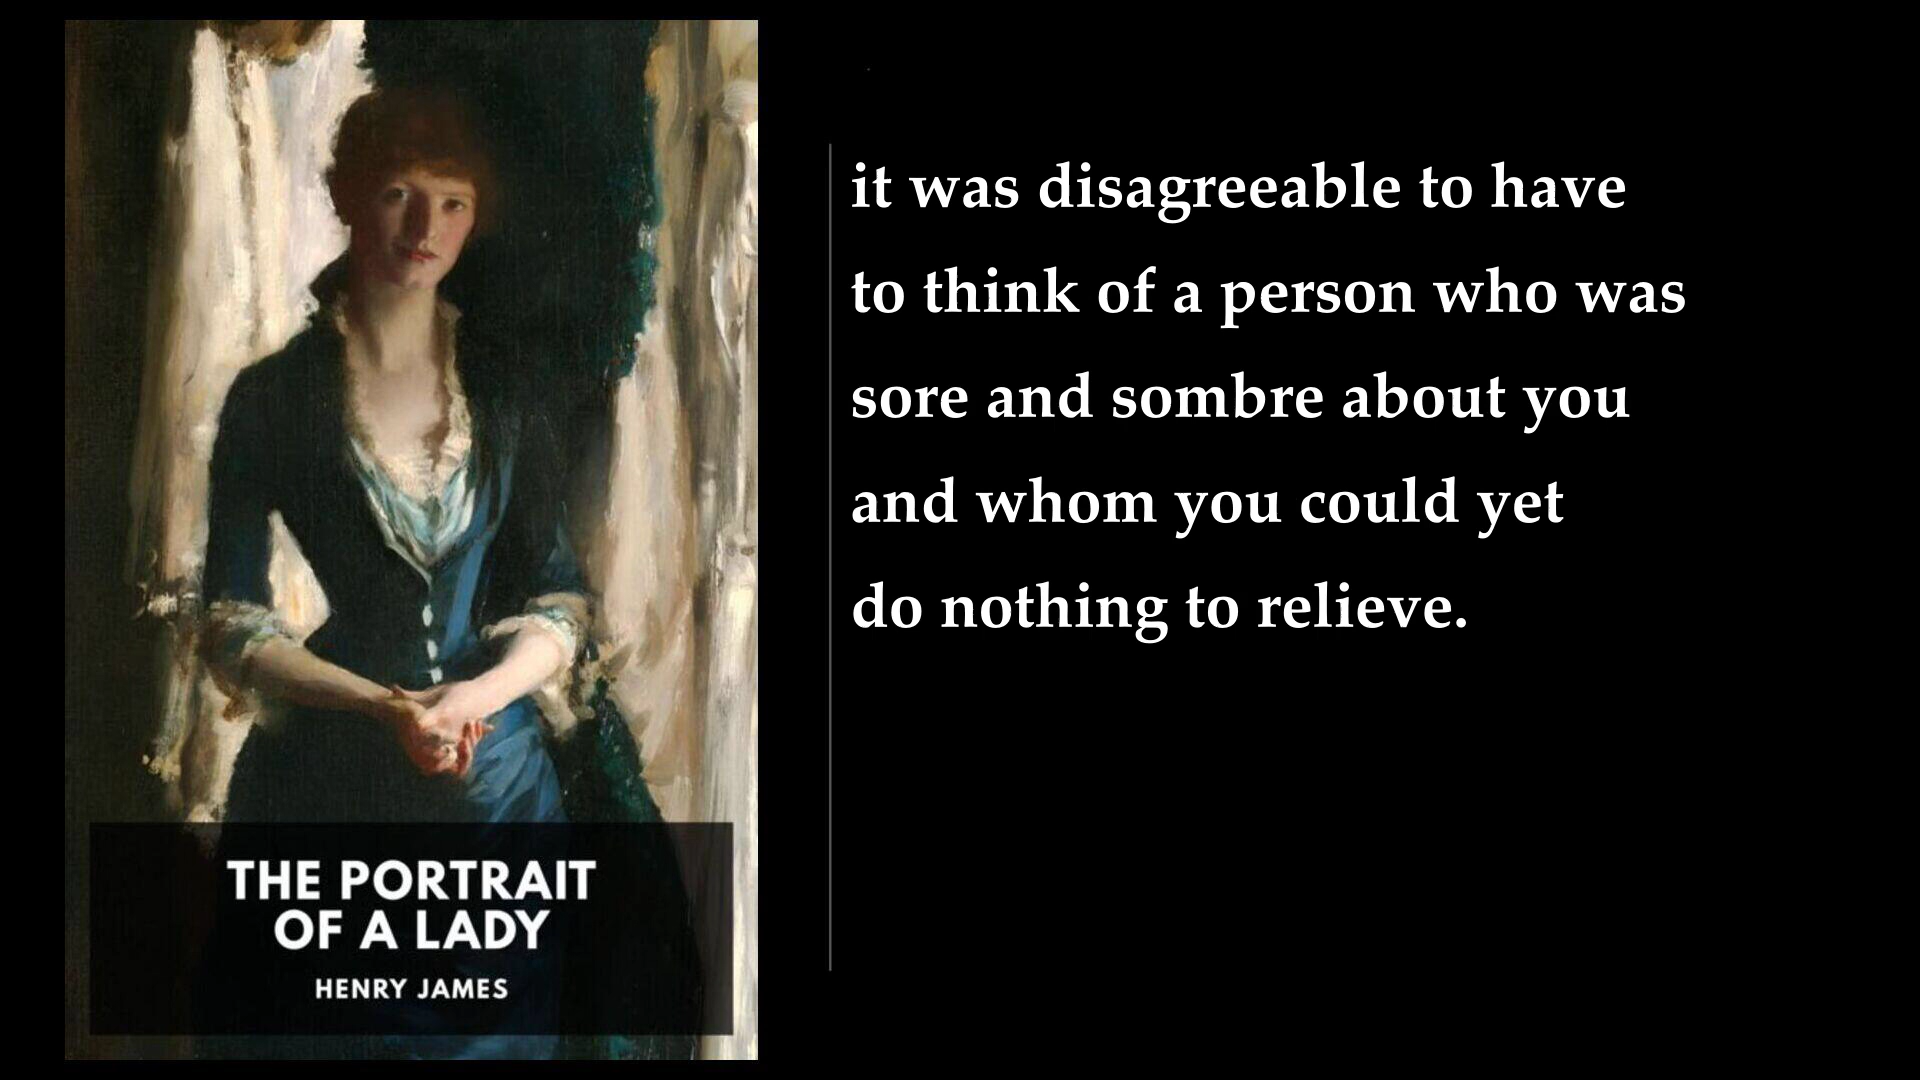 it was disagreeable to have
to think of a person who was
sore and sombre about you
and whom you could yet
do nothing to relieve.
THE PORTRAIT
OF A LADY
HENRY JAMES